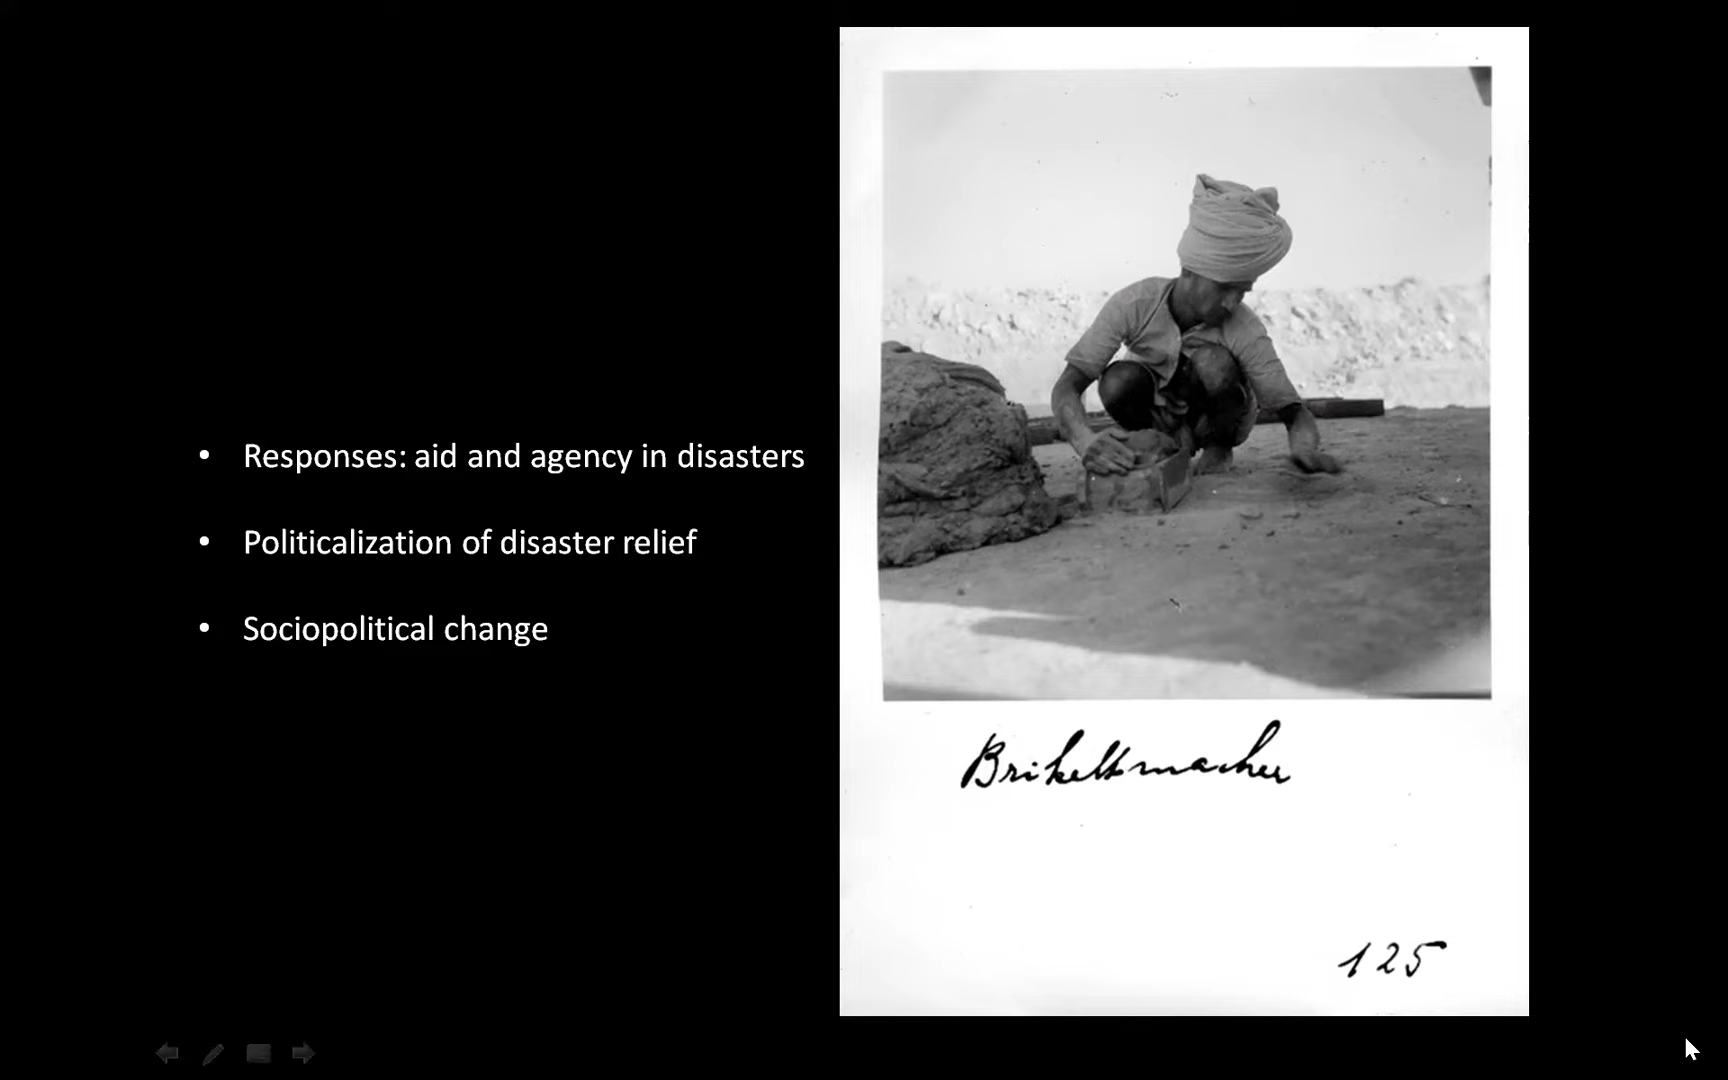 • Responses: aid and agency in disasters
• Politicalization of disaster relief
• Sociopolitical change
Brikettmacher
125